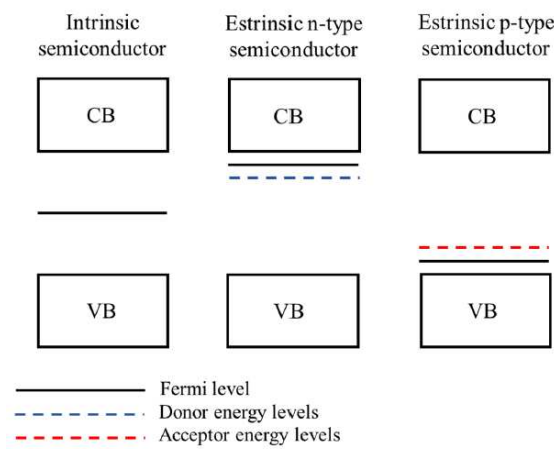 Intrinsic
semiconductor
Estrinsic n-type
semiconductor
Estrinsic p-type
semiconductor
CB
CB
CB
VB
VB
VB
Fermi level
Donor energy levels
Acceptor energy levels